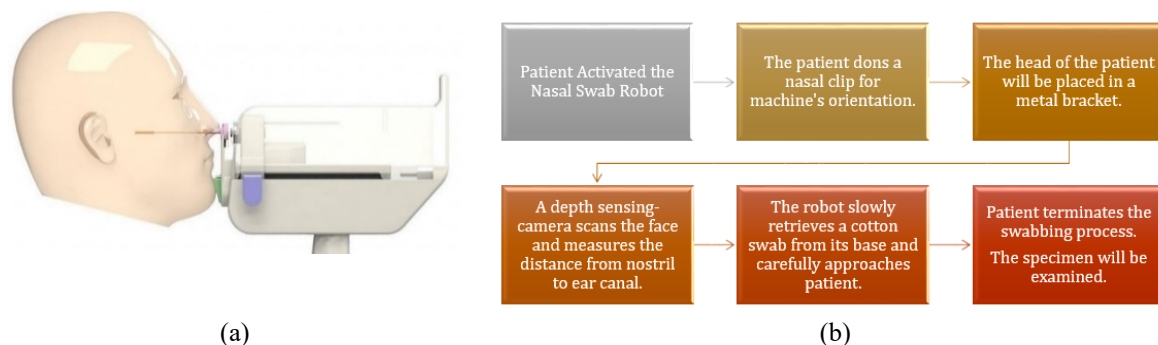 Patient Activated the
Nasal Swab Robot
The patient dons a
nasal clip for
machine's orientation.
The head of the patient
will be placed in a
metal bracket.
A depth sensing-
camera scans the face
and measures the
distance from nostril
to ear canal.
The robot slowly
retrieves a cotton
swab from its base and
carefully approaches
patient.
Patient terminates the
swabbing process.
The specimen will be
examined.
(a)
(b)